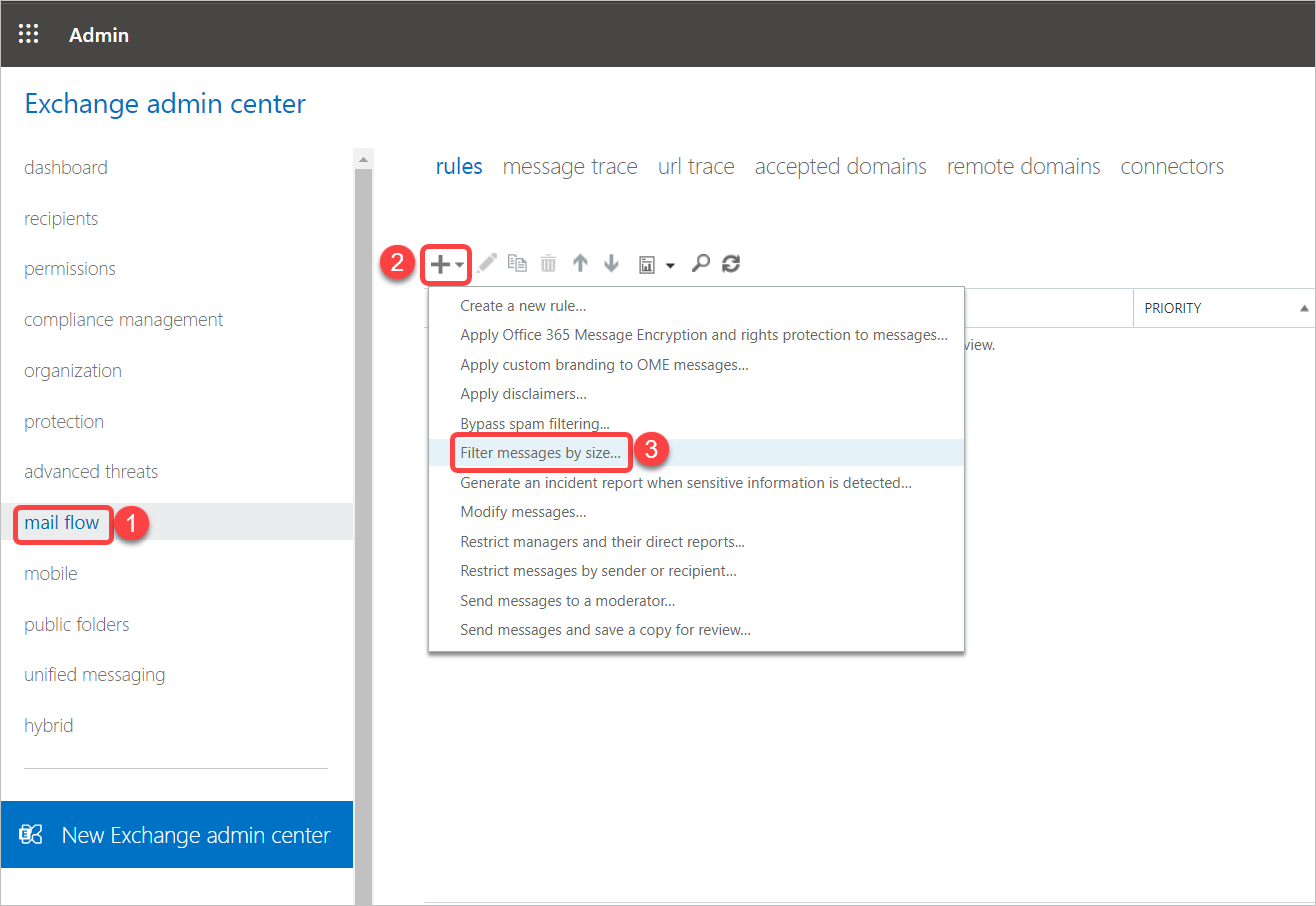 Admin
Exchange admin center
dashboard
recipients
permissions
compliance management
organization
protection
advanced threats
mail flow
1
mobile
public folders
unified messaging
hybrid
New Exchange admin center
rules message trace url trace accepted domains remote domains connectors
2
PRIORITY
view.
Create a new rule...
Apply Office 365 Message Encryption and rights protection to messages...
Apply custom branding to OME messages...
Apply disclaimers...
Bypass spam filtering...
Filter messages by size...
3
Generate an incident report when sensitive information is detected...
Modify messages...
Restrict managers and their direct reports...
Restrict messages by sender or recipient...
Send messages to a moderator...
Send messages and save a copy for review...